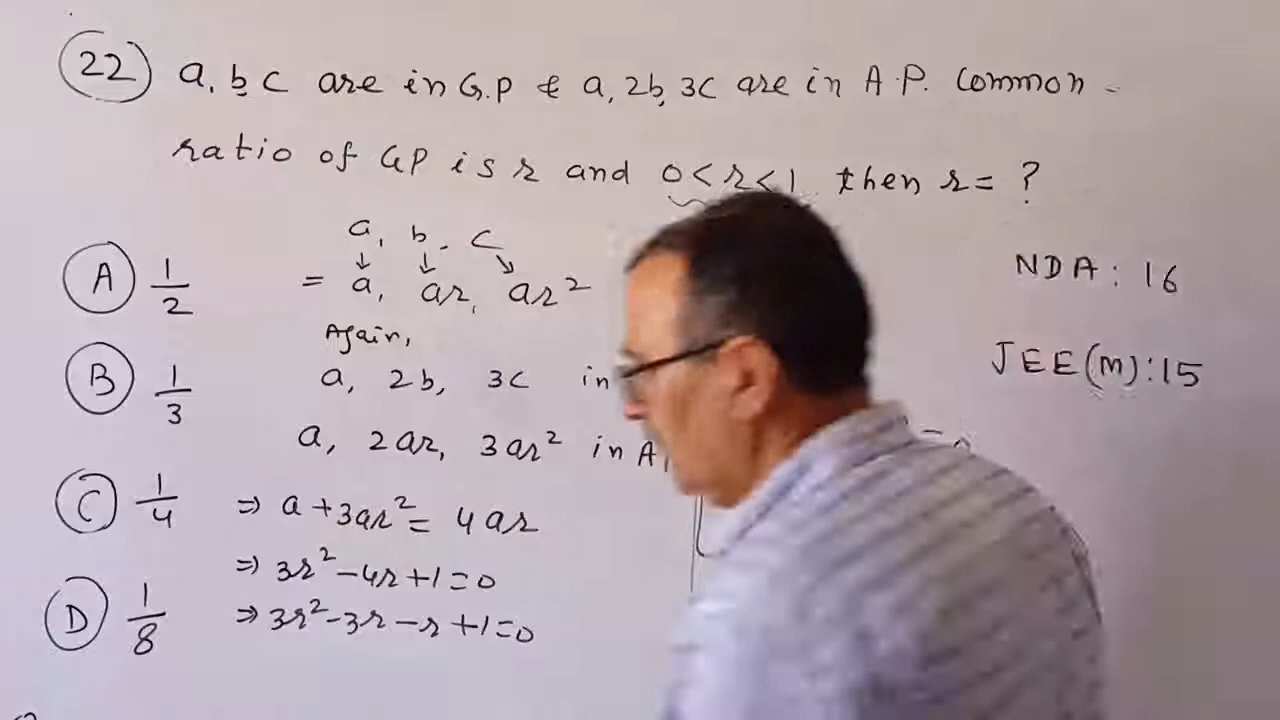 22 a, b, c are in G.P & a, 2b, 3c are in A.P. Common
ratio of GP is r and 0<r<1 then r= ?
a, b, c
A 1/2
= a, ar, ar²
NDA : 16
Again,
B 1/3
a, 2b, 3c in
JEE(M):15
a, 2ar, 3ar² in A
C 1/4
⇒ a+3ar²= 4ar
⇒ 3r²-4r+1=0
D 1/8
⇒ 3r²-3r-r+1=0